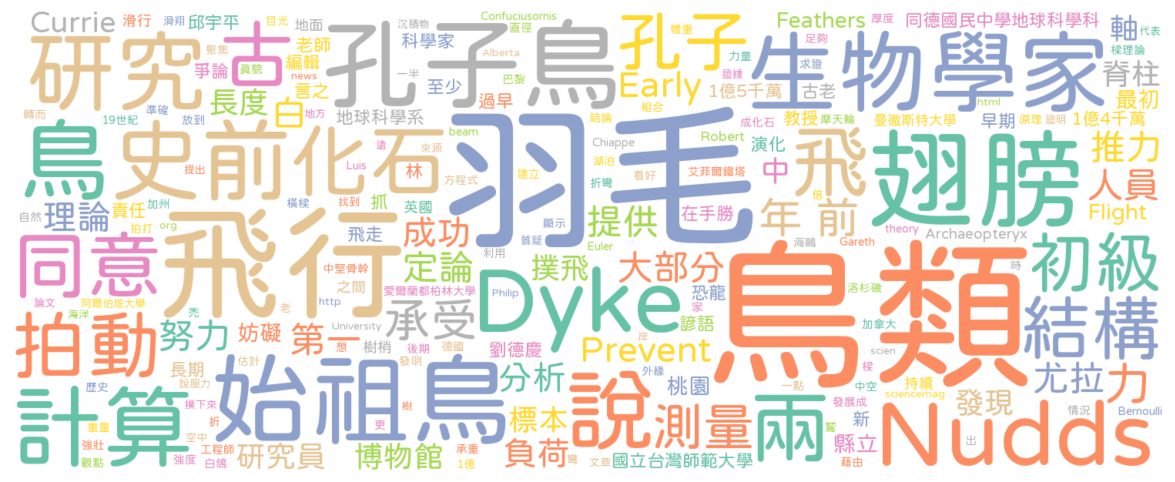 Currie
滑行
滑翔
目光
邱宇平
地面
沉積物
Confuciusornis
直徑
孔子
體重
Feathers
厚度
同德國民中學地球科學科
軸
代表
樑理論
研究
古
聚焦
老師
孔子鳥
科學家
Alberta
力量
足夠
生物學家
脊柱
爭論
真貌
編輯
news
一半
至少
巴黎
Early
證據
求證
1億5千萬
古老
html
最初
轉而
準確
長度
言之
白
過早
組合
教授
摩天輪
曼徹斯特大學
早期
原理
證明
1億4千萬
19世紀
放到
地方
地球科學系
beam
結論
成化石
鳥
史前化石
遠
來源
羽毛
Chiappe
Robert
演化
飛
翅膀
推力
提出
Luis
林
方程式
湖泊
建立
看好
折彎
艾菲爾鐵塔
中
倍
人員
自然
理論
責任
加州
拍打
org
橫樑
找到
抓
英國
顯示
質疑
提供
在手勝
年前
Flight
飛行
飛走
成功
利用
Euler
海鷗
Gareth
theory
Archaeopteryx
同意
中堅骨幹
之間
定論
撲飛
大部分
時
初級
論文
阿爾伯塔大學
海洋
禿
老
http
愛爾蘭都柏林大學
Philip
Dyke
恐龍
家
諺語
洛杉磯
鳥類
結構
拍動
努力
妨礙
第一
University
想
樹梢
承受
後期
發明
德國
劉德慶
Prevent
岸
加拿大
scien
樑
計算
歷史
長期
說服力
估計
始祖鳥
分析
外緣
桃園
一點
中空
持續
sciencemag
尤拉
力
撲下來
折
樹
更
標本
說
測量
兩
發展成
新
發現
情況
Bernoulli
重量
強壯
觀點
強度
空中
工程師
白鴿
研究員
博物館
承重
1億
負荷
彎
文章
國立台灣師範大學
鴛
縣立
藉由
Nudds
出